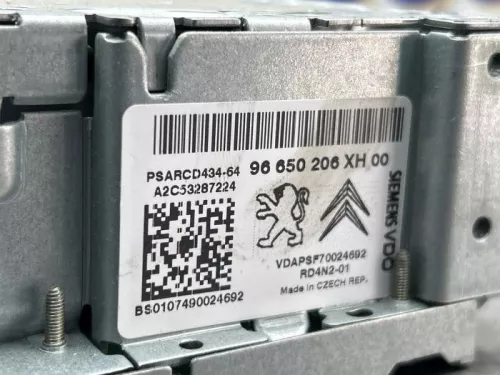 PSARCD434-64 96 650 206 XH 00
A2C53287224
VDAPSF70024692
RD4N2-01
Made in CZECH REP.
BS0107490024692
SIEMENS VDO